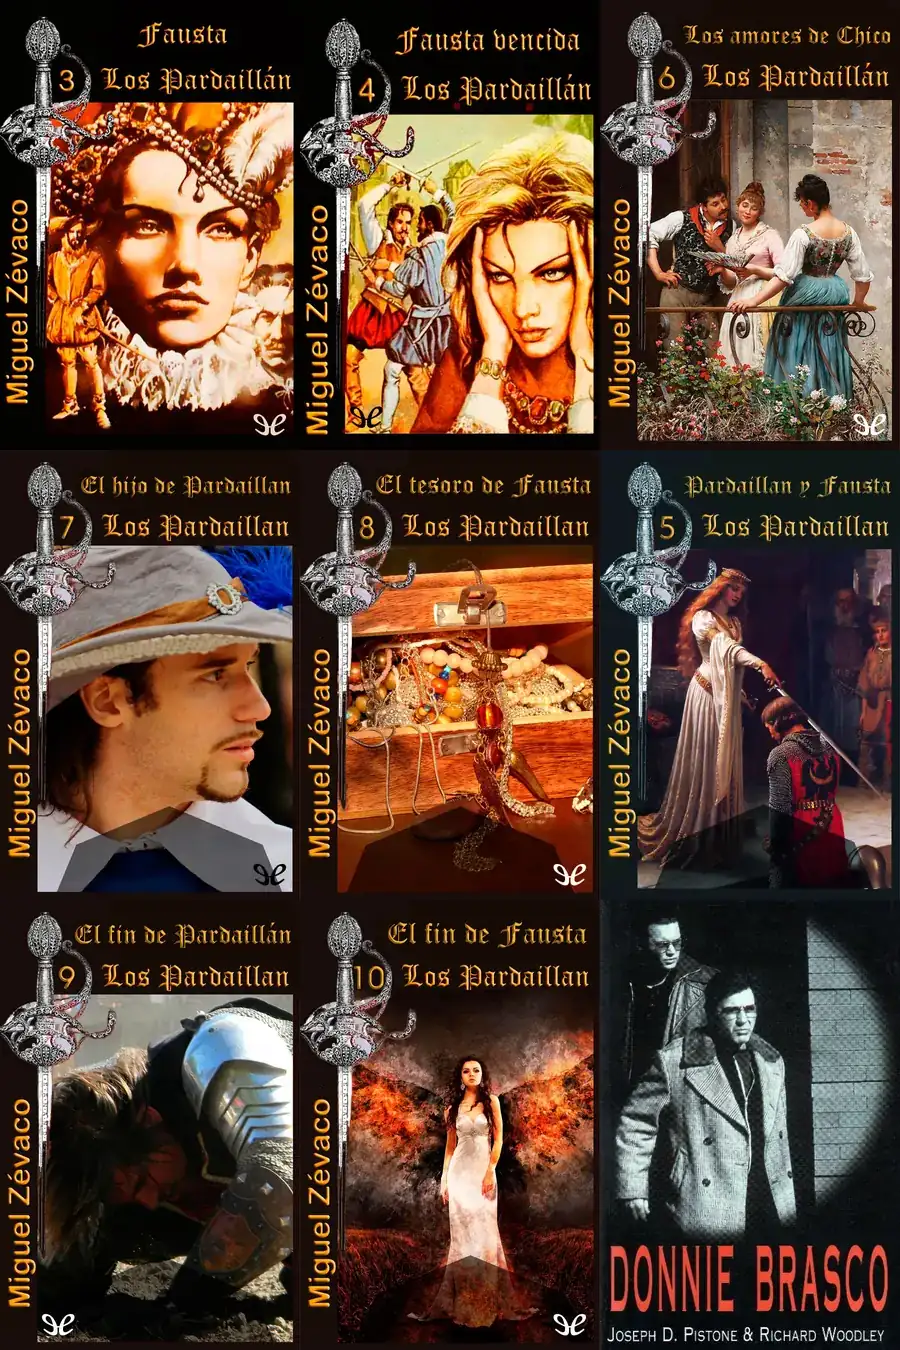 Fausta
3 Los Pardaillán
Miguel Zévaco
Fausta vencida
4 Los Pardaillán
Miguel Zévaco
Los amores de Chico
6 Los Pardaillán
Miguel Zévaco
El hijo de Pardaillan
7 Los Pardaillan
Miguel Zévaco
El tesoro de Fausta
8 Los Pardaillan
Miguel Zévaco
Pardaillan y Fausta
5 Los Pardaillan
Miguel Zévaco
El fin de Pardaillán
9 Los Pardaillan
Miguel Zévaco
El fin de Fausta
10 Los Pardaillan
Miguel Zévaco
DONNIE BRASCO
JOSEPH D. PISTONE & RICHARD WOODLEY